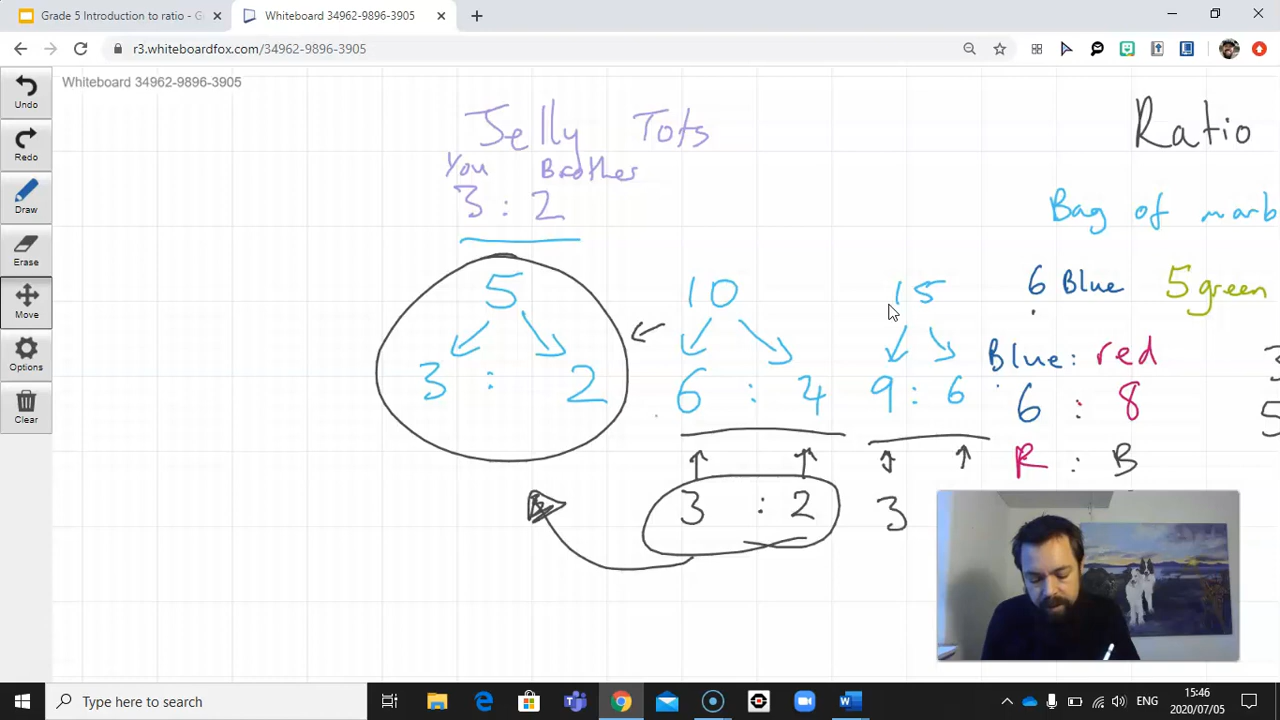 Grade 5 Introduction to ratio - G
Whiteboard 34962-9896-3905
r3.whiteboardfox.com/34962-9896-3905
Undo
Redo
Draw
Erase
Move
Options
Clear
Whiteboard 34962-9896-3905
Jelly Tots
You Brother
3 : 2
5
3 : 2
10
6 : 4
3 : 2
15
9 : 6
3
Ratio
Bag of marb
6 Blue 5 green
Blue : red
6 : 8
R : B
3
5
Type here to search
ENG
15:46
2020/07/05